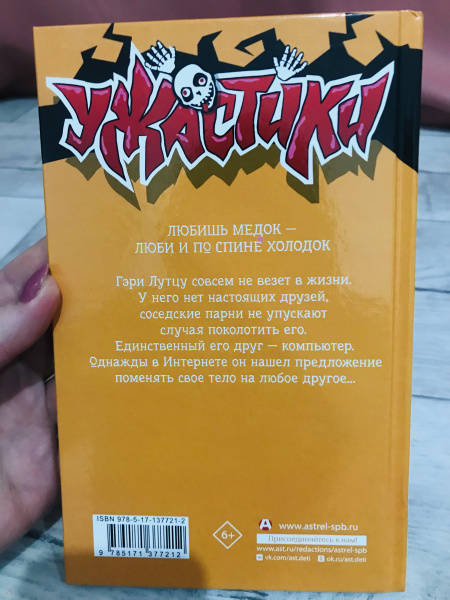 УЖАСТИКИ
ЛЮБИШЬ МЕДОК —
ЛЮБИ И ПО СПИНЕ ХОЛОДОК
Гэри Лутцу совсем не везет в жизни.
У него нет настоящих друзей,
соседские парни не упускают
случая поколотить его.
Единственный его друг — компьютер.
Однажды в Интернете он нашел предложение
поменять свое тело на любое другое...
ISBN 978-5-17-137721-2
9 785171 377212
6+
www.astrel-spb.ru
Присоединяйтесь к нам!
www.ast.ru/redactions/astrel-spb
vk.com/ast.deti
ok.ru/ast.deti